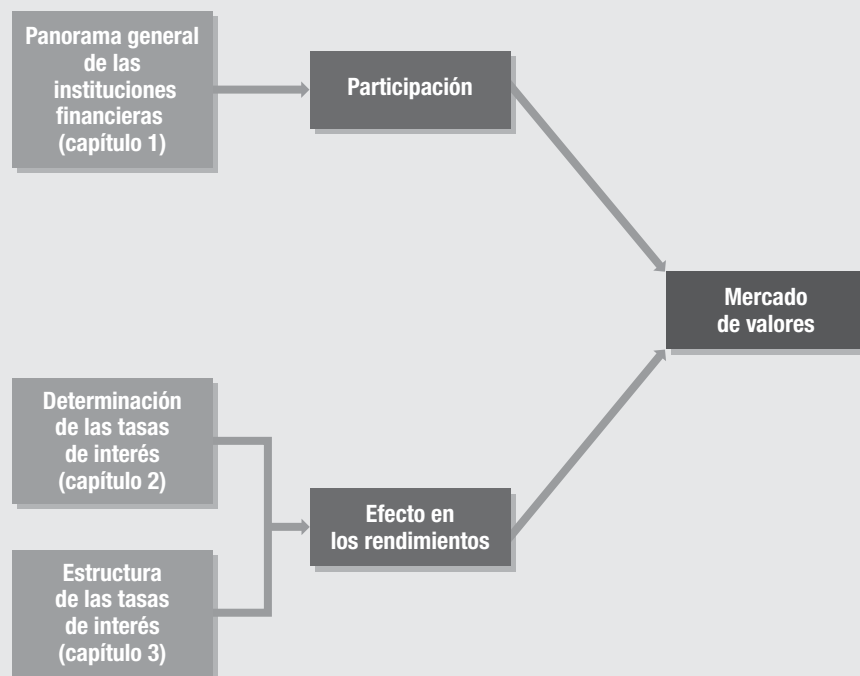 Panorama general
de las
instituciones
financieras
(capítulo 1)
Participación
Mercado
de valores
Determinación
de las tasas
de interés
(capítulo 2)
Efecto en
los rendimientos
Estructura
de las tasas
de interés
(capítulo 3)